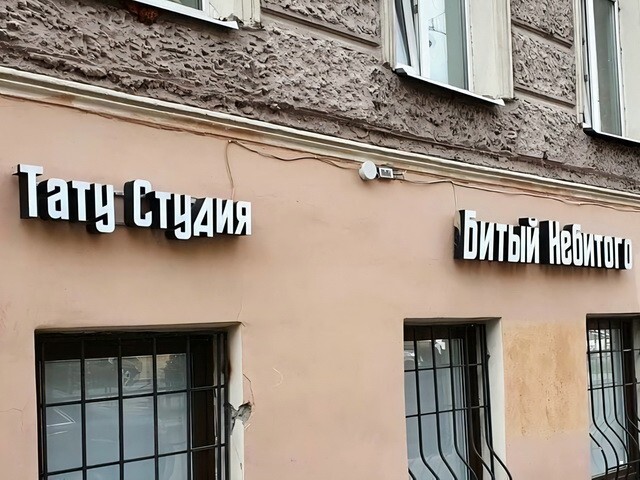 Тату Студия
Битый Небитого